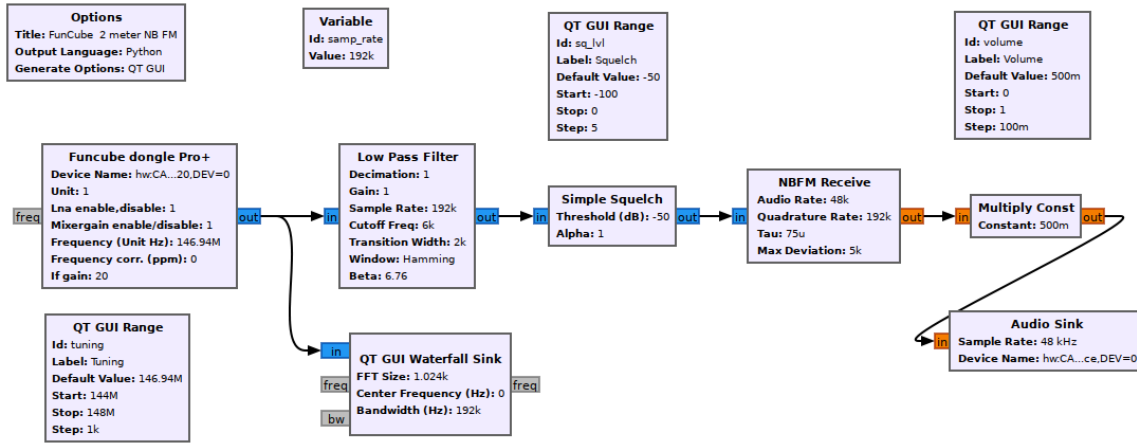 Options
Title: FunCube 2 meter NB FM
Output Language: Python
Generate Options: QT GUI
Variable
Id: samp_rate
Value: 192k
QT GUI Range
Id: sq_lvl
Label: Squelch
Default Value: -50
Start: -100
Stop: 0
Step: 5
QT GUI Range
Id: volume
Label: Volume
Default Value: 500m
Start: 0
Stop: 1
Step: 100m
Funcube dongle Pro+
Device Name: hw:CA...20,DEV=0
Unit: 1
Lna enable,disable: 1
Mixergain enable/disable: 1
Frequency (Unit Hz): 146.94M
Frequency corr. (ppm): 0
If gain: 20
freq
out
Low Pass Filter
Decimation: 1
Gain: 1
Sample Rate: 192k
Cutoff Freq: 6k
Transition Width: 2k
Window: Hamming
Beta: 6.76
in
out
Simple Squelch
Threshold (dB): -50
Alpha: 1
in
out
NBFM Receive
Audio Rate: 48k
Quadrature Rate: 192k
Tau: 75u
Max Deviation: 5k
in
out
Multiply Const
Constant: 500m
in
out
QT GUI Range
Id: tuning
Label: Tuning
Default Value: 146.94M
Start: 144M
Stop: 148M
Step: 1k
QT GUI Waterfall Sink
FFT Size: 1.024k
Center Frequency (Hz): 0
Bandwidth (Hz): 192k
in
freq
bw
freq
Audio Sink
Sample Rate: 48 kHz
Device Name: hw:CA...ce,DEV=0
in